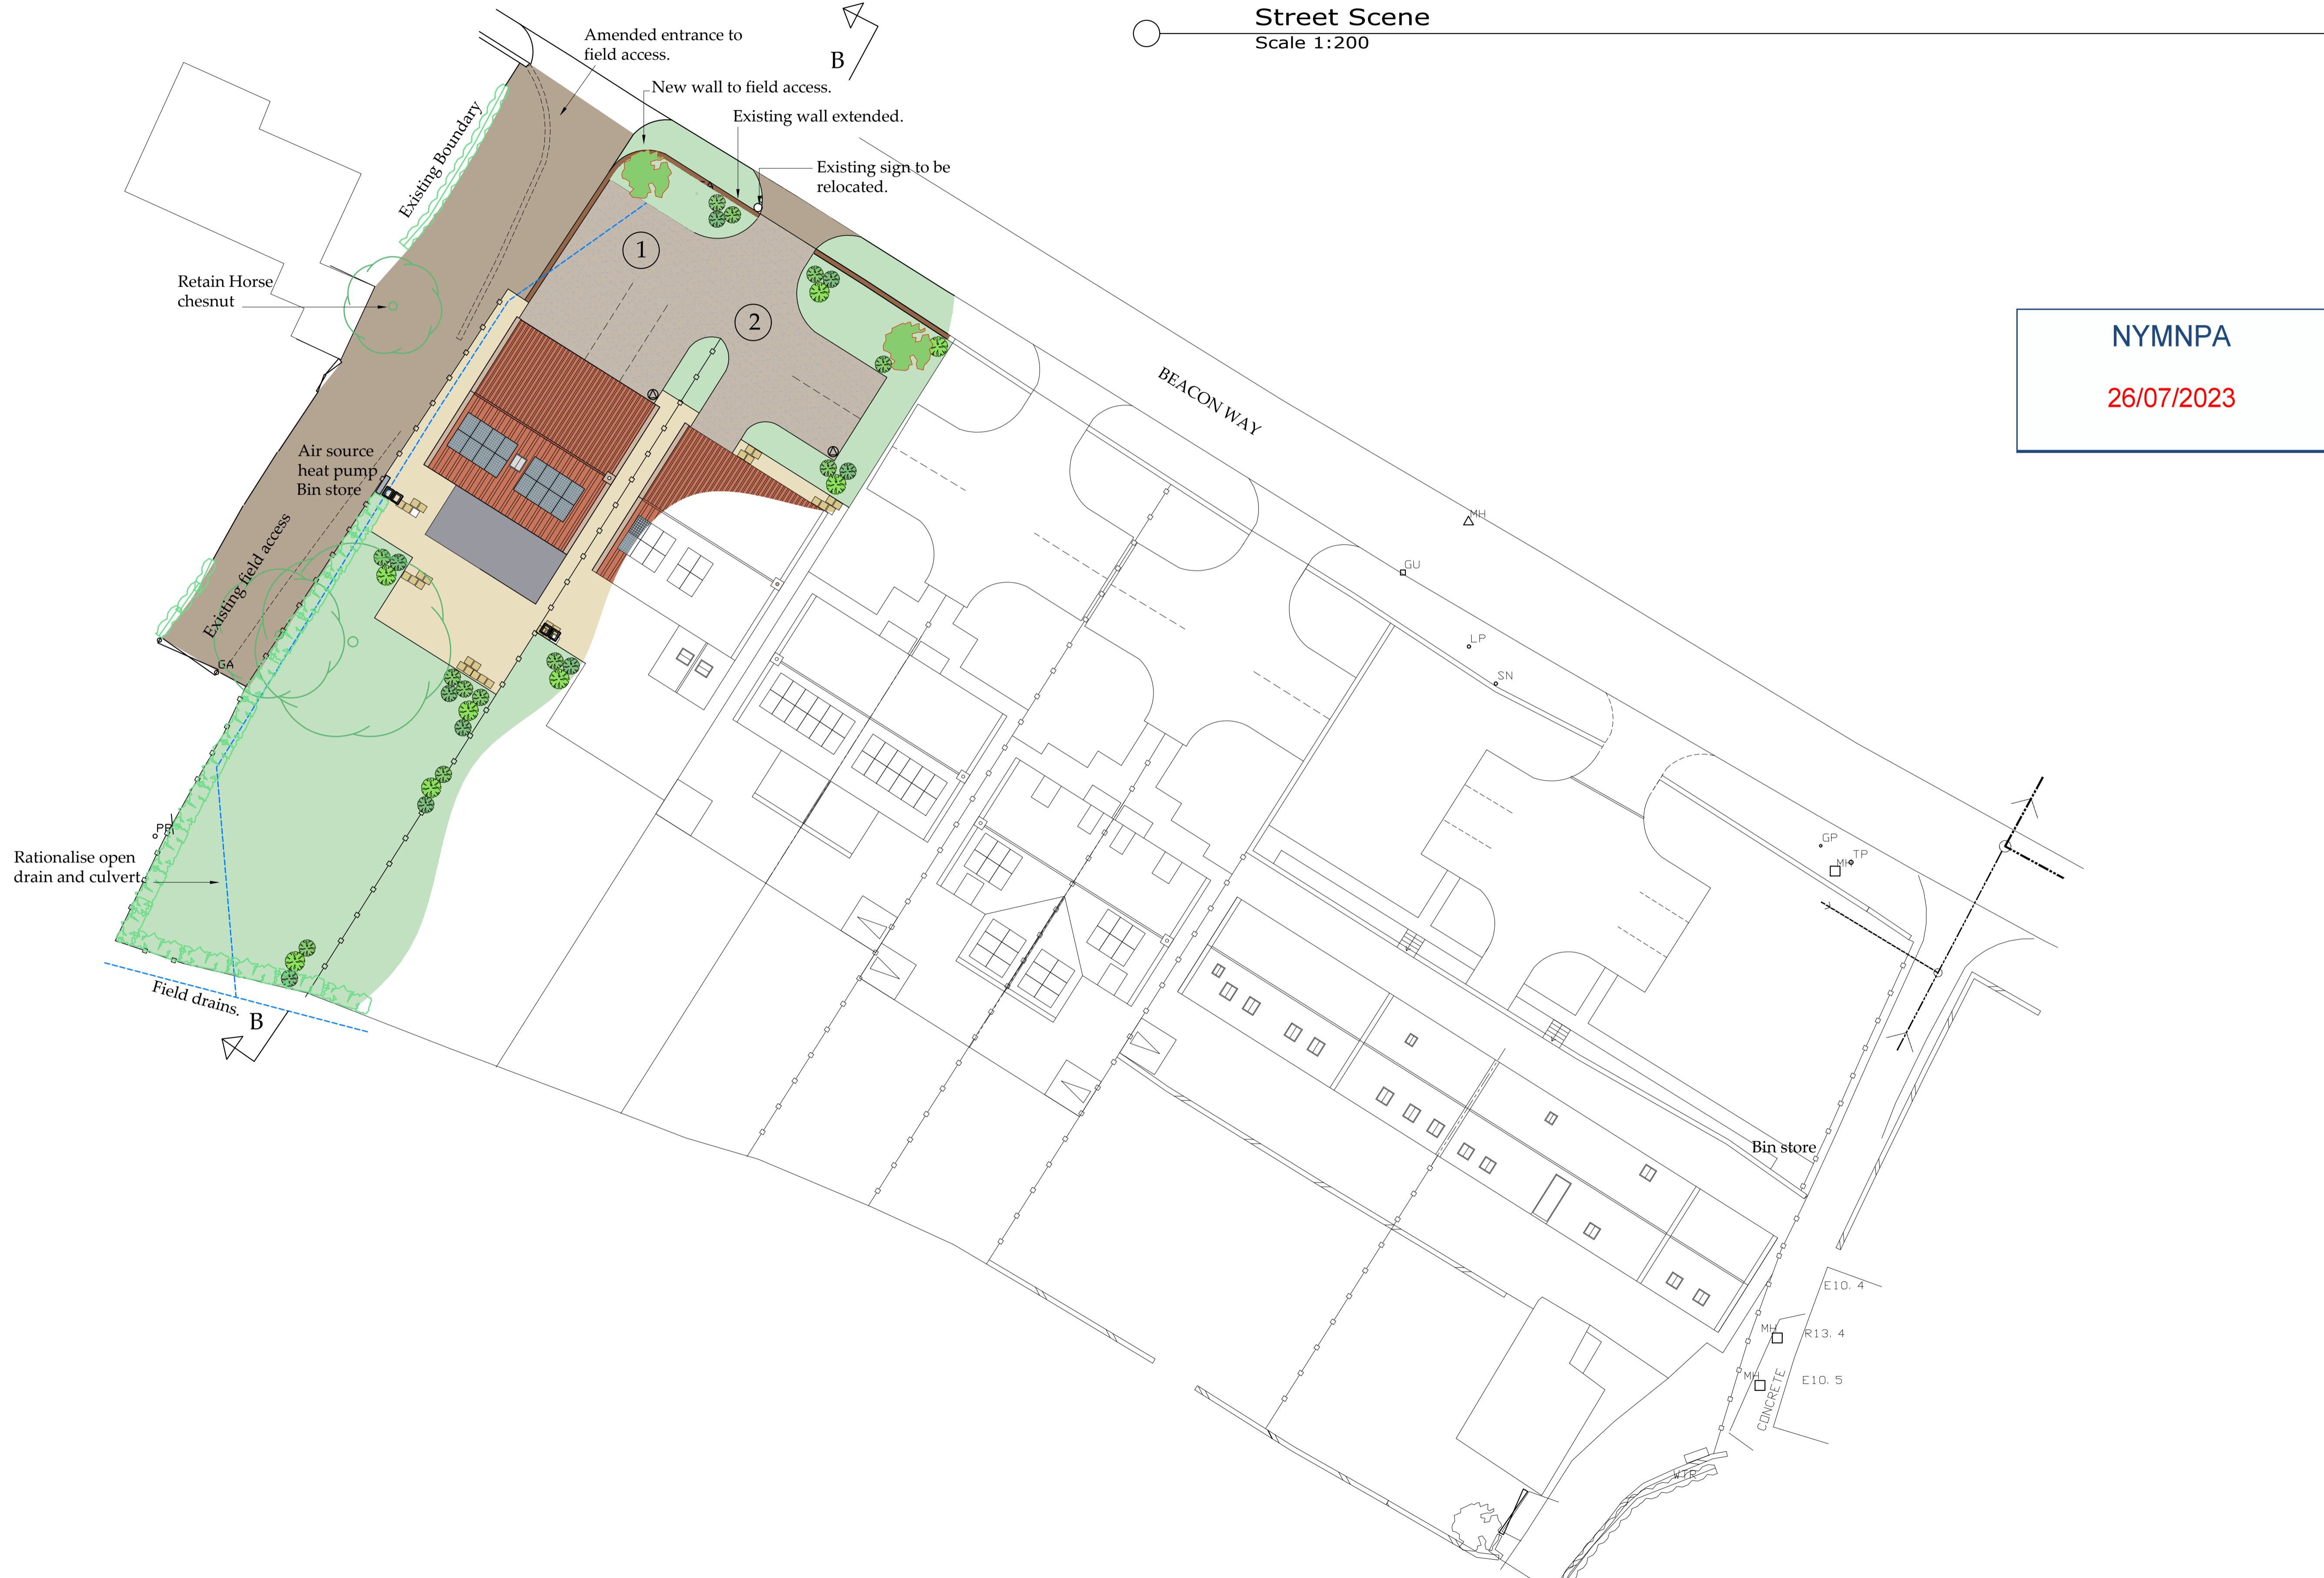 Street Scene
Scale 1:200
Amended entrance to
field access.
B
New wall to field access.
Existing wall extended.
Existing sign to be
relocated.
Existing Boundary
Retain Horse
chesnut
1
2
NYMNPA
26/07/2023
BEACON WAY
Air source
heat pump
Bin store
Existing field access
GA
MH
GU
LP
SN
GP
MH
TP
PP
Rationalise open
drain and culvert
Field drains.
B
Bin store
E10. 4
MH
R13. 4
MH
E10. 5
CONCRETE
WTR